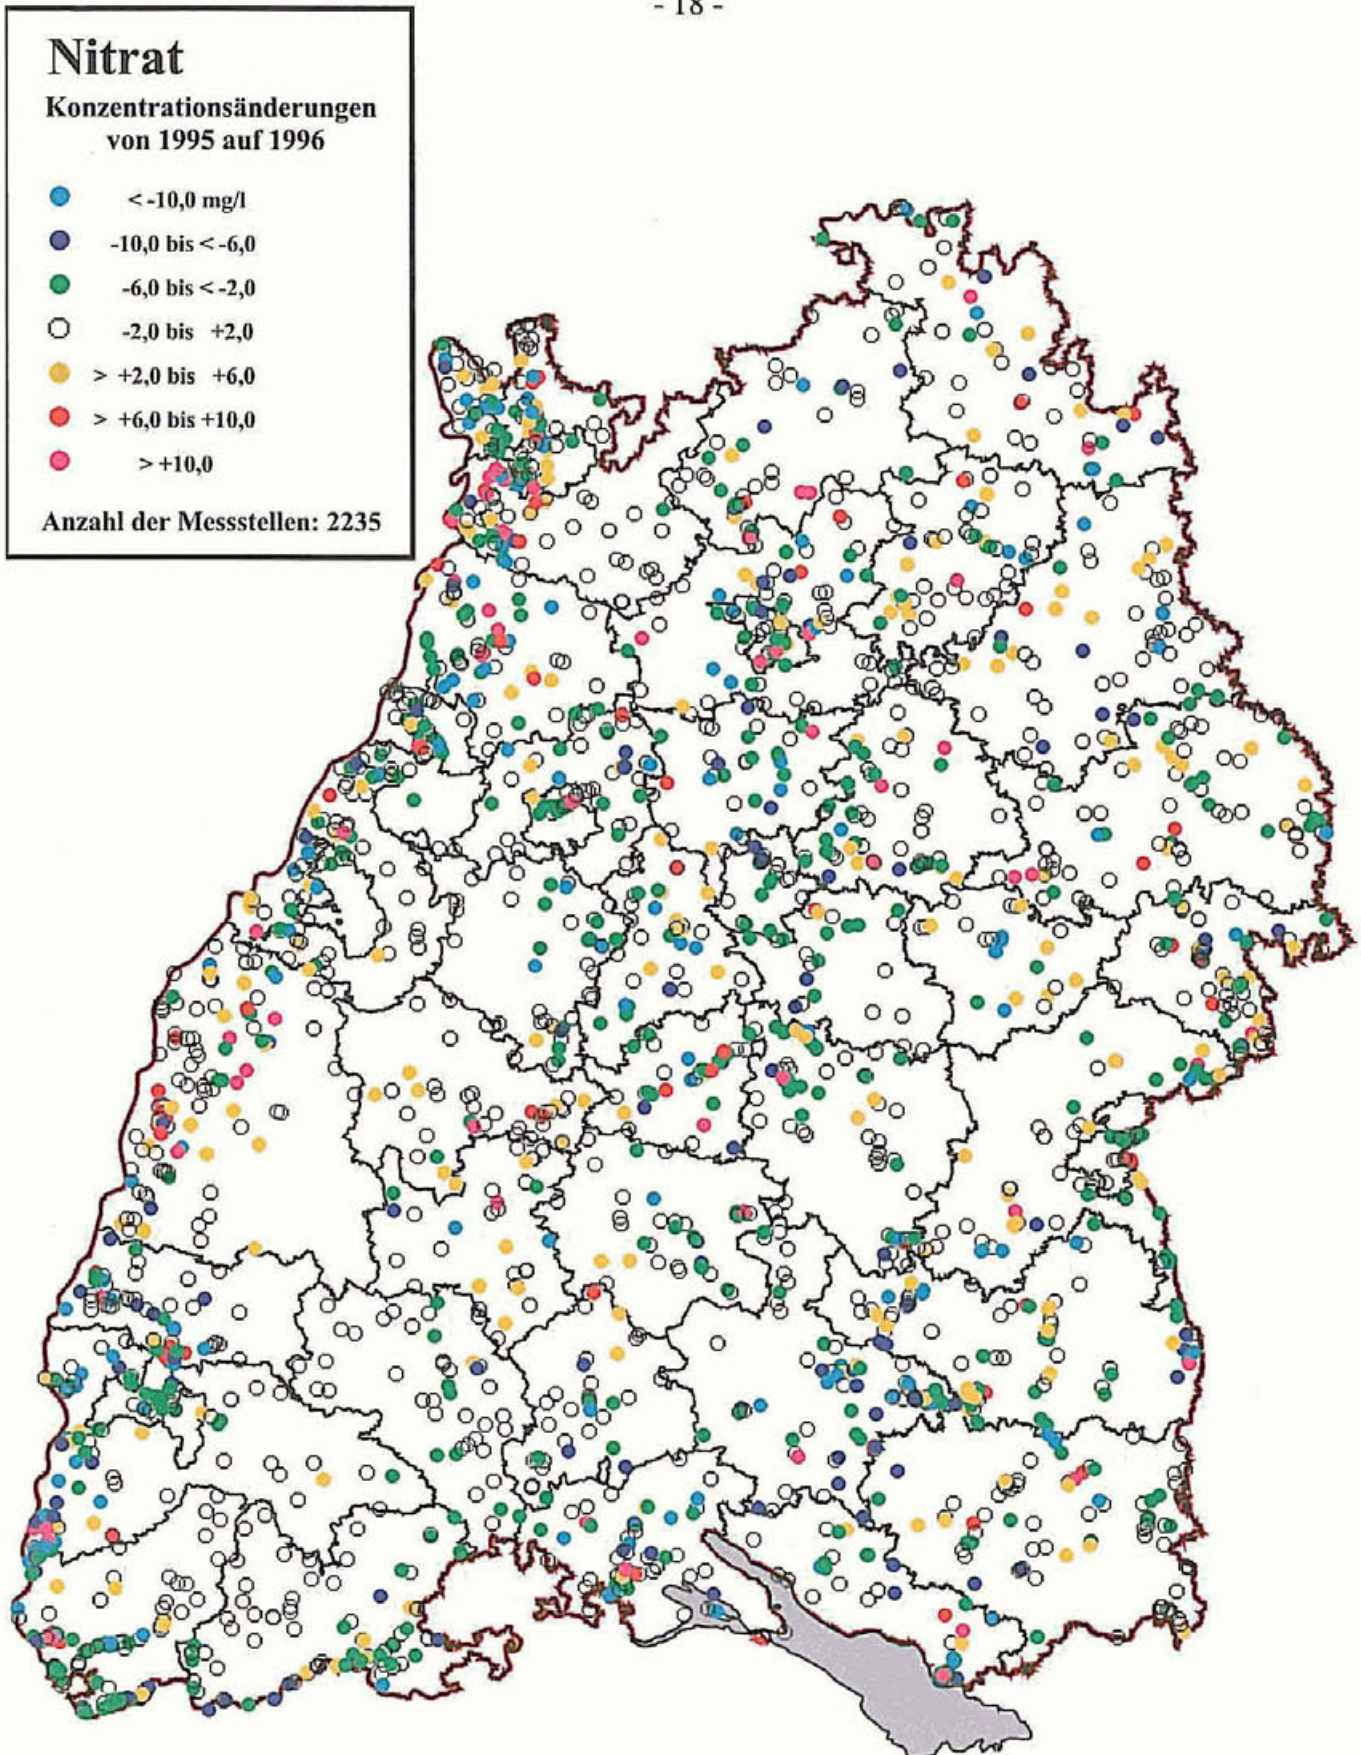 - 18 -
Nitrat
Konzentrationsänderungen
von 1995 auf 1996
< -10,0 mg/l
-10,0 bis < -6,0
-6,0 bis < -2,0
-2,0 bis +2,0
> +2,0 bis +6,0
> +6,0 bis +10,0
> +10,0
Anzahl der Messstellen: 2235